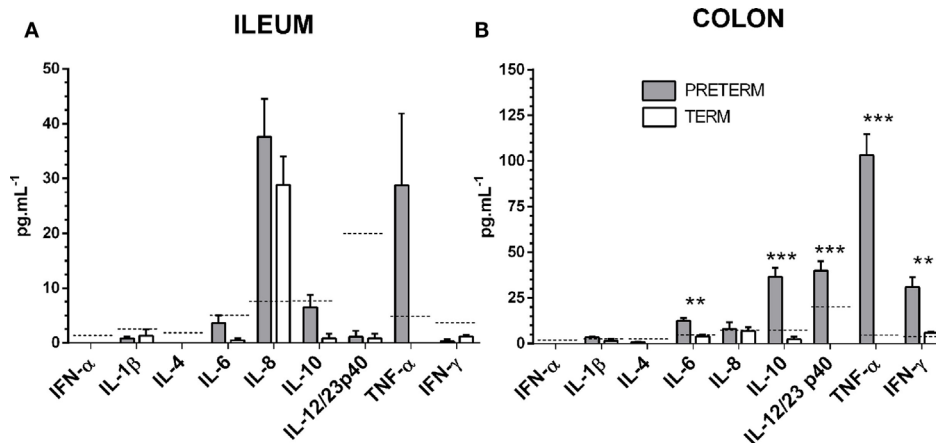 A
ILEUM
pg.mL-1
50
40
30
20
10
0
IFN-α
IL-1β
IL-4
IL-6
IL-8
IL-10
IL-12/23p40
TNF-α
IFN-γ
B
COLON
pg.mL-1
150
125
100
75
50
25
0
PRETERM
TERM
**
***
***
***
**
IFN-α
IL-1β
IL-4
IL-6
IL-8
IL-10
IL-12/23 p40
TNF-α
IFN-γ